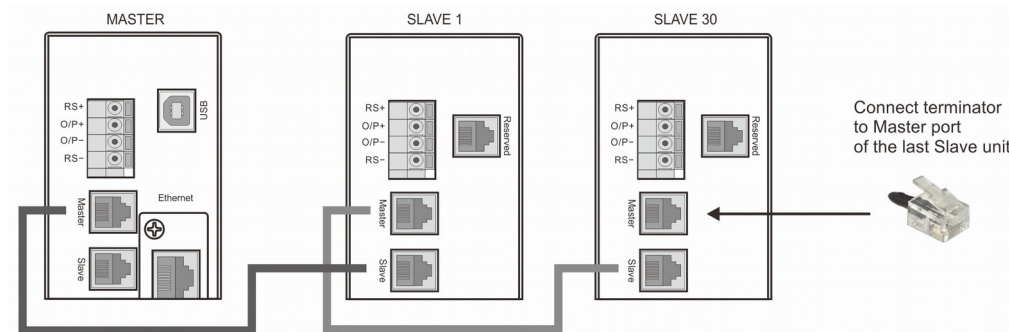 MASTER
SLAVE 1
SLAVE 30
RS+
O/P+
O/P−
RS−
USB
Master
Slave
Ethernet
RS+
O/P+
O/P−
RS−
Reserved
Master
Slave
RS+
O/P+
O/P−
RS−
Reserved
Master
Slave
Connect terminator
to Master port
of the last Slave unit